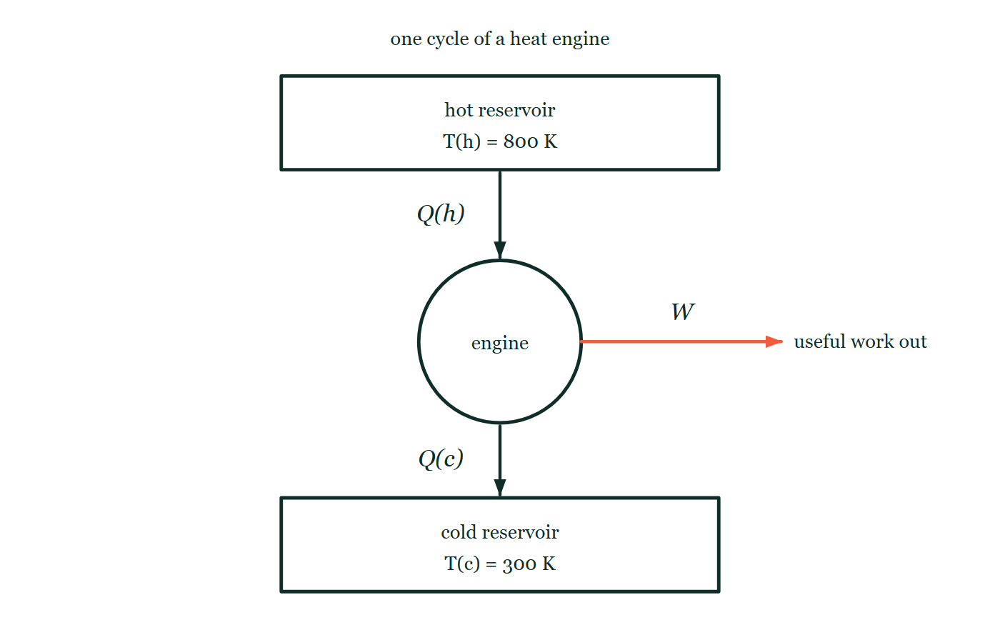 one cycle of a heat engine
hot reservoir
T(h) = 800 K
Q(h)
W
engine
useful work out
Q(c)
cold reservoir
T(c) = 300 K